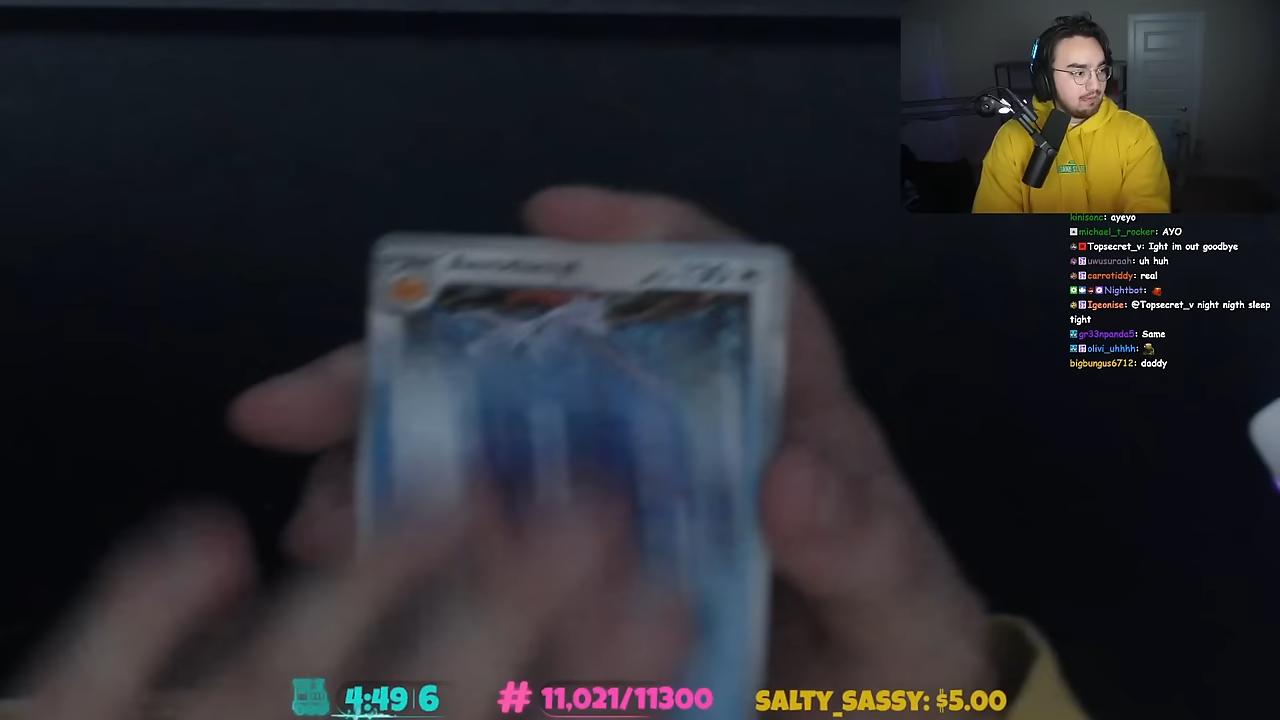 kinisonc: ayeyo
michael_t_rocker: AYO
Topsecret_v: Ight im out goodbye
uwusuraah: uh huh
carrotiddy: real
Nightbot:
Igeonise: @Topsecret_v night nigth sleep
tight
gr33npanda5: Same
olivi_uhhhh:
bigbungus6712: daddy
4:49|6
# 11,021/11300
SALTY_SASSY: $5.00